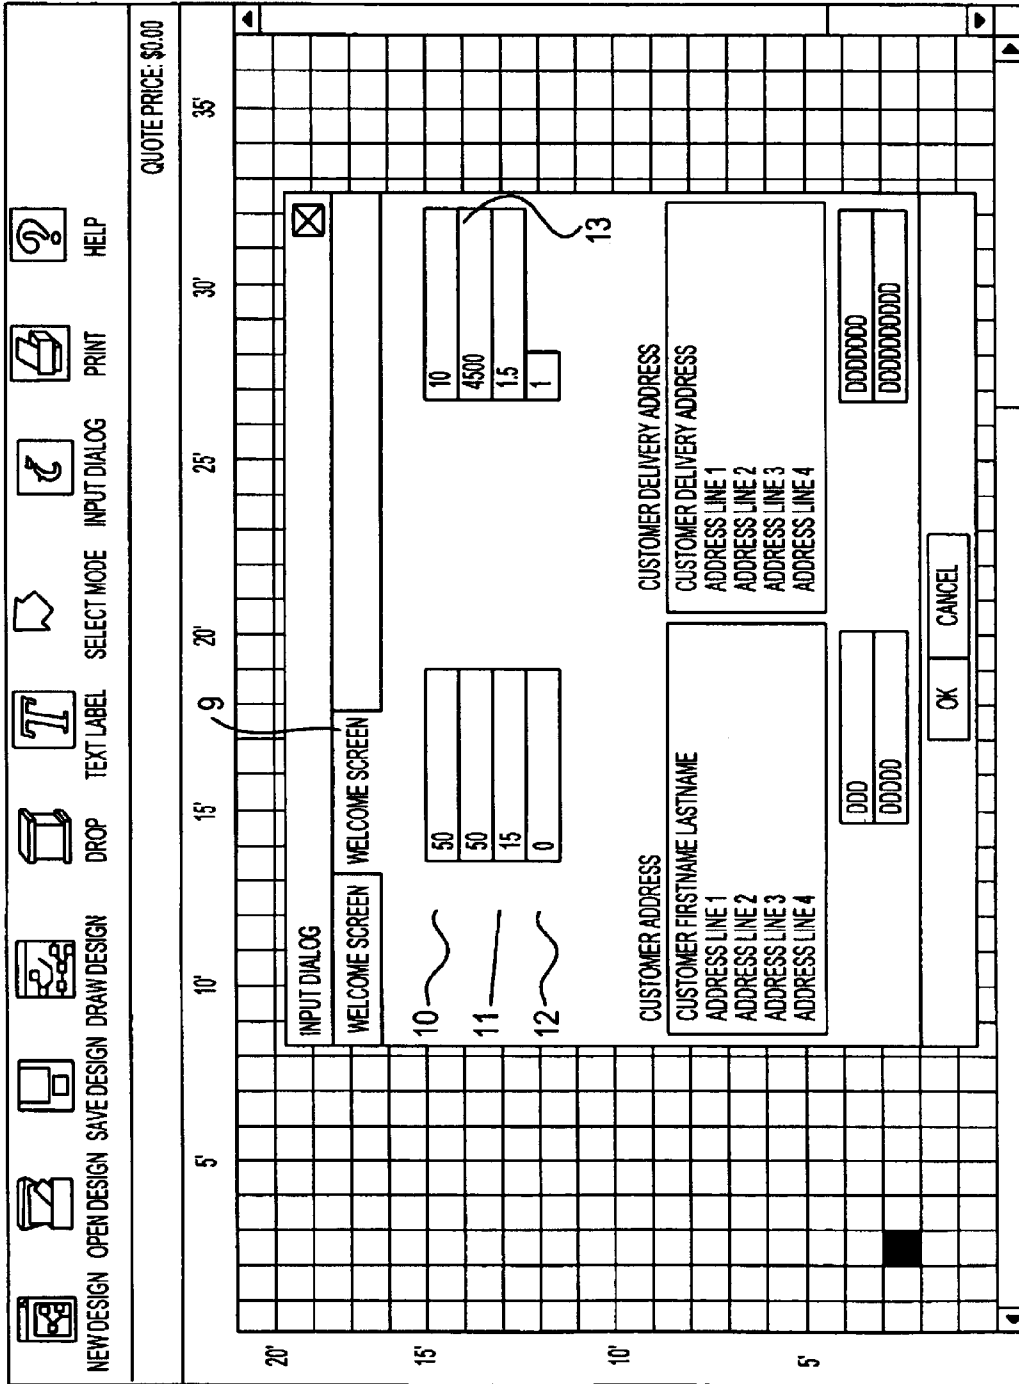 NEW DESIGN OPEN DESIGN SAVE DESIGN DRAW DESIGN DROP TEXT LABEL SELECT MODE INPUT DIALOG PRINT HELP
QUOTE PRICE: $0.00
5' 10' 15' 20' 25' 30' 35'
20'
15'
10'
5'
INPUT DIALOG
WELCOME SCREEN WELCOME SCREEN
9
10
11
12
50
50
15
0
10
4500
1.5
1
13
CUSTOMER ADDRESS
CUSTOMER FIRSTNAME LASTNAME
ADDRESS LINE 1
ADDRESS LINE 2
ADDRESS LINE 3
ADDRESS LINE 4
CUSTOMER DELIVERY ADDRESS
CUSTOMER DELIVERY ADDRESS
ADDRESS LINE 1
ADDRESS LINE 2
ADDRESS LINE 3
ADDRESS LINE 4
DDD
DDDDD
DDDDDDD
DDDDDDDDDD
OK CANCEL